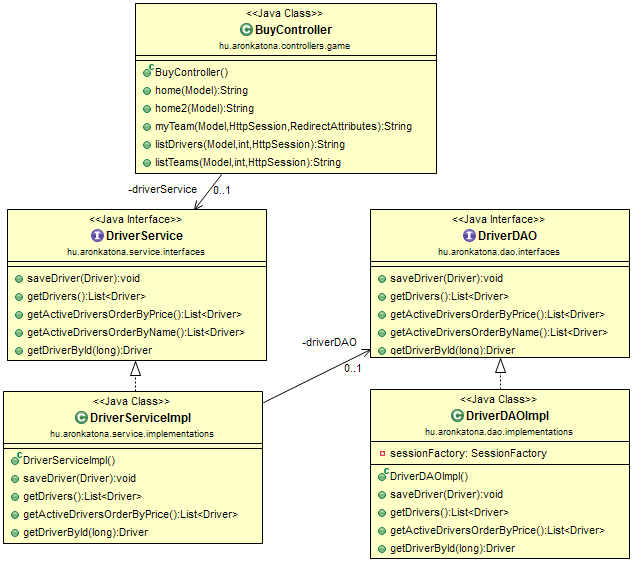 <<Java Class>>
BuyController
hu.aronkatona.controllers.game
BuyController()
home(Model):String
home2(Model):String
myTeam(Model,HttpSession,RedirectAttributes):String
listDrivers(Model,int,HttpSession):String
listTeams(Model,int,HttpSession):String
-driverService 0..1
<<Java Interface>>
DriverService
hu.aronkatona.service.interfaces
saveDriver(Driver):void
getDrivers():List<Driver>
getActiveDriversOrderByPrice():List<Driver>
getActiveDriversOrderByName():List<Driver>
getDriverById(long):Driver
<<Java Interface>>
DriverDAO
hu.aronkatona.dao.interfaces
saveDriver(Driver):void
getDrivers():List<Driver>
getActiveDriversOrderByPrice():List<Driver>
getActiveDriversOrderByName():List<Driver>
getDriverById(long):Driver
-driverDAO
0..1
<<Java Class>>
DriverServiceImpl
hu.aronkatona.service.implementations
DriverServiceImpl()
saveDriver(Driver):void
getDrivers():List<Driver>
getActiveDriversOrderByPrice():List<Driver>
getDriverById(long):Driver
<<Java Class>>
DriverDAOImpl
hu.aronkatona.dao.implementations
sessionFactory: SessionFactory
DriverDAOImpl()
saveDriver(Driver):void
getDrivers():List<Driver>
getActiveDriversOrderByPrice():List<Driver>
getDriverById(long):Driver